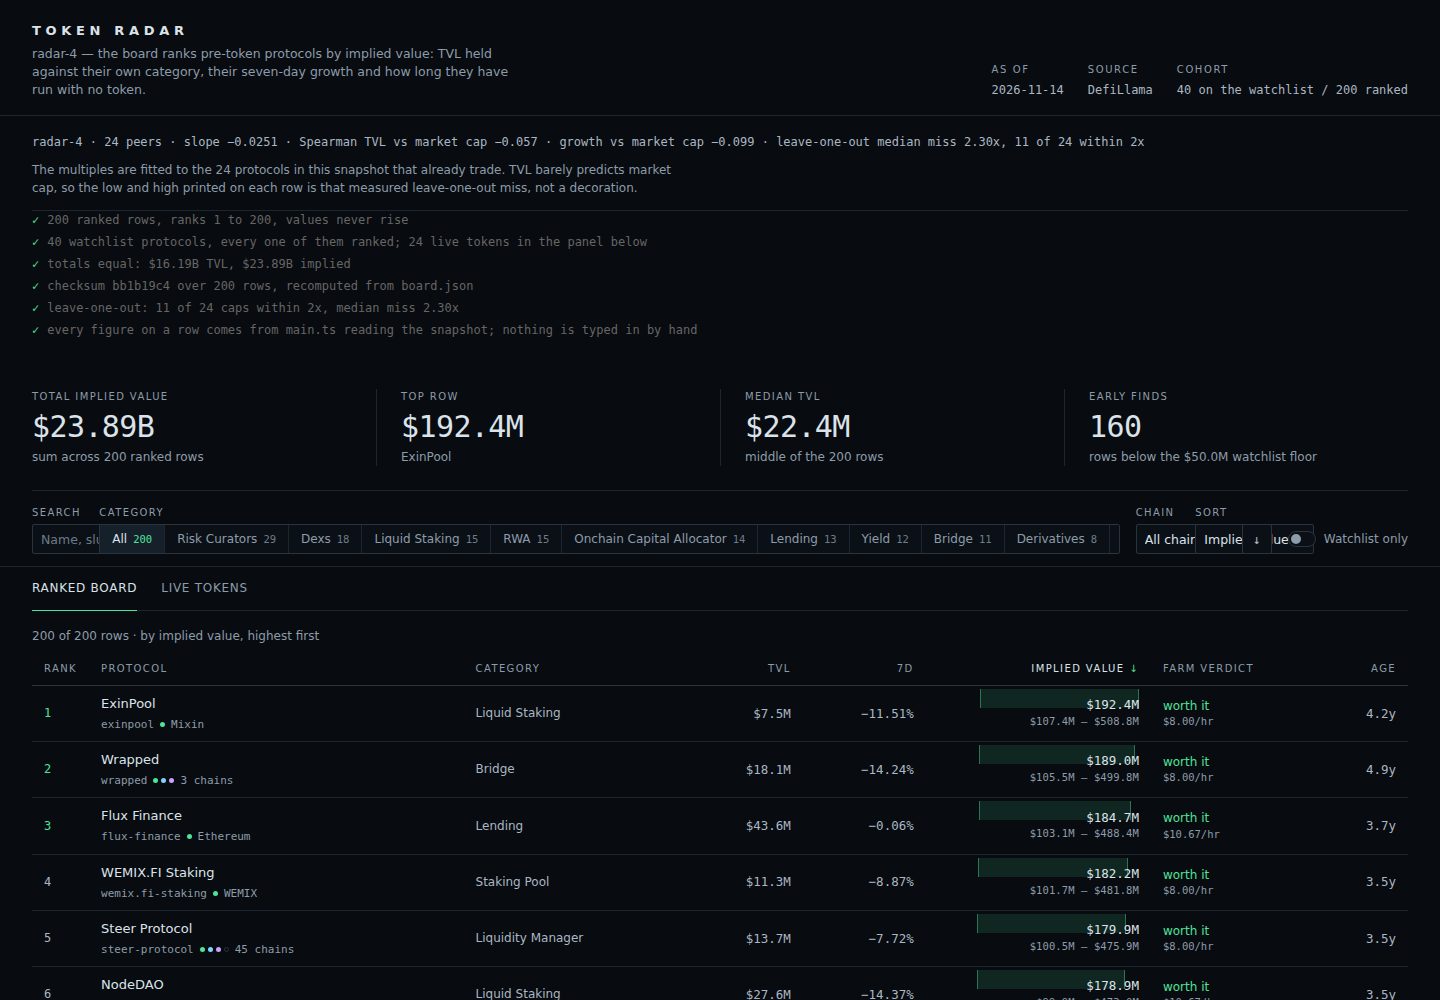 TOKEN RADAR
radar-4 — the board ranks pre-token protocols by implied value: TVL held
against their own category, their seven-day growth and how long they have
run with no token.
AS OF SOURCE COHORT
2026-11-14 DefiLlama 40 on the watchlist / 200 ranked
radar-4 · 24 peers · slope −0.0251 · Spearman TVL vs market cap −0.057 · growth vs market cap −0.099 · leave-one-out median miss 2.30x, 11 of 24 within 2x
The multiples are fitted to the 24 protocols in this snapshot that already trade. TVL barely predicts market
cap, so the low and high printed on each row is that measured leave-one-out miss, not a decoration.
✓ 200 ranked rows, ranks 1 to 200, values never rise
✓ 40 watchlist protocols, every one of them ranked; 24 live tokens in the panel below
✓ totals equal: $16.19B TVL, $23.89B implied
✓ checksum bb1b19c4 over 200 rows, recomputed from board.json
✓ leave-one-out: 11 of 24 caps within 2x, median miss 2.30x
✓ every figure on a row comes from main.ts reading the snapshot; nothing is typed in by hand
TOTAL IMPLIED VALUE TOP ROW MEDIAN TVL EARLY FINDS
$23.89B $192.4M $22.4M 160
sum across 200 ranked rows ExinPool middle of the 200 rows rows below the $50.0M watchlist floor
SEARCH CATEGORY CHAIN SORT
Name, slu All 200 Risk Curators 29 Dexs 18 Liquid Staking 15 RWA 15 Onchain Capital Allocator 14 Lending 13 Yield 12 Bridge 11 Derivatives 8 All chain Implie ↓ lue Watchlist only
RANKED BOARD LIVE TOKENS
200 of 200 rows · by implied value, highest first
RANK PROTOCOL CATEGORY TVL 7D IMPLIED VALUE ↓ FARM VERDICT AGE
1 ExinPool Liquid Staking $7.5M −11.51% $192.4M worth it 4.2y
exinpool Mixin $107.4M — $508.8M $8.00/hr
2 Wrapped Bridge $18.1M −14.24% $189.0M worth it 4.9y
wrapped 3 chains $105.5M — $499.8M $8.00/hr
3 Flux Finance Lending $43.6M −0.06% $184.7M worth it 3.7y
flux-finance Ethereum $103.1M — $488.4M $10.67/hr
4 WEMIX.FI Staking Staking Pool $11.3M −8.87% $182.2M worth it 3.5y
wemix.fi-staking WEMIX $101.7M — $481.8M $8.00/hr
5 Steer Protocol Liquidity Manager $13.7M −7.72% $179.9M worth it 3.5y
steer-protocol 45 chains $100.5M — $475.9M $8.00/hr
6 NodeDAO Liquid Staking $27.6M −14.37% $178.9M worth it 3.5y